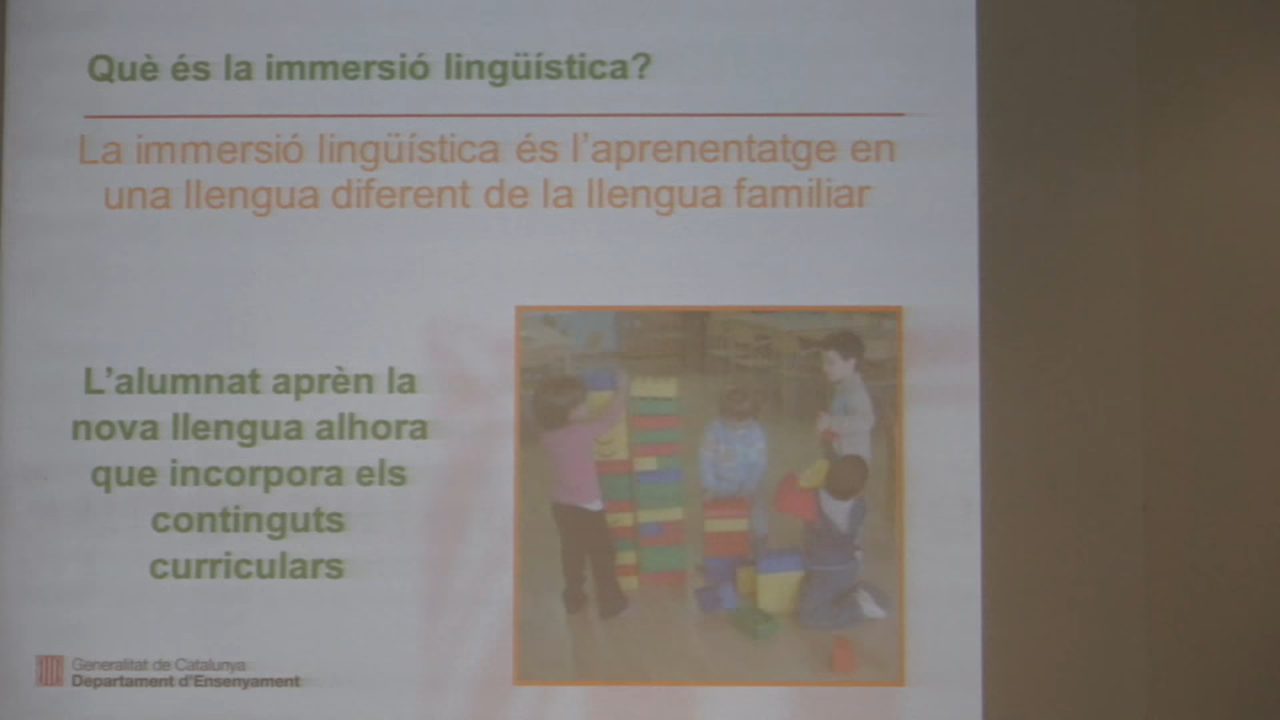 Què és la immersió lingüística?
La immersió lingüística és l'aprenentatge en
una llengua diferent de la llengua familiar
L'alumnat aprèn la
nova llengua alhora
que incorpora els
continguts
curriculars
Generalitat de Catalunya
Departament d'Ensenyament